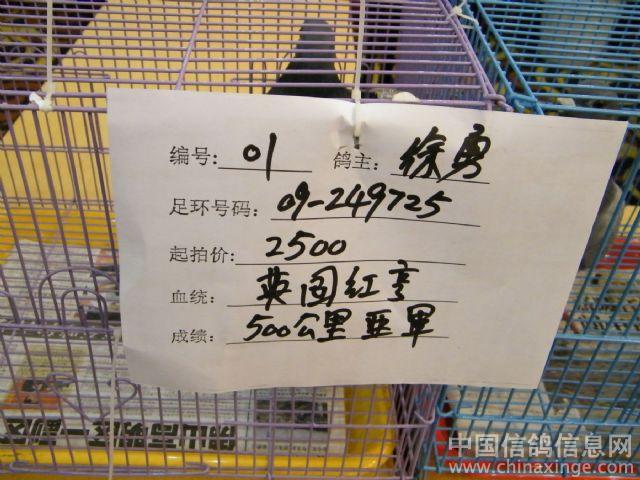 编号: 01 鸽主: 徐勇
足环号码: 09-249725
起拍价: 2500
血统: 英国红亨
成绩: 500公里 亚军
中国信鸽信息网
www.chinaxinge.com